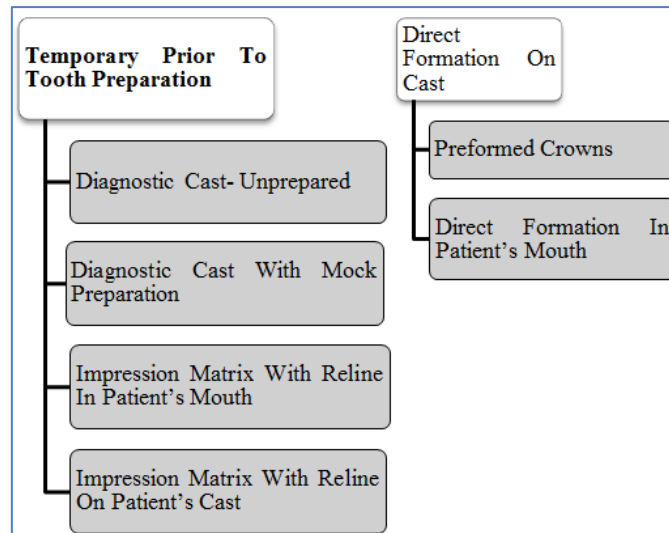 Temporary Prior To
Tooth Preparation
Diagnostic Cast- Unprepared
Diagnostic Cast With Mock
Preparation
Impression Matrix With Reline
In Patient's Mouth
Impression Matrix With Reline
On Patient's Cast
Direct
Formation On
Cast
Preformed Crowns
Direct Formation In
Patient's Mouth